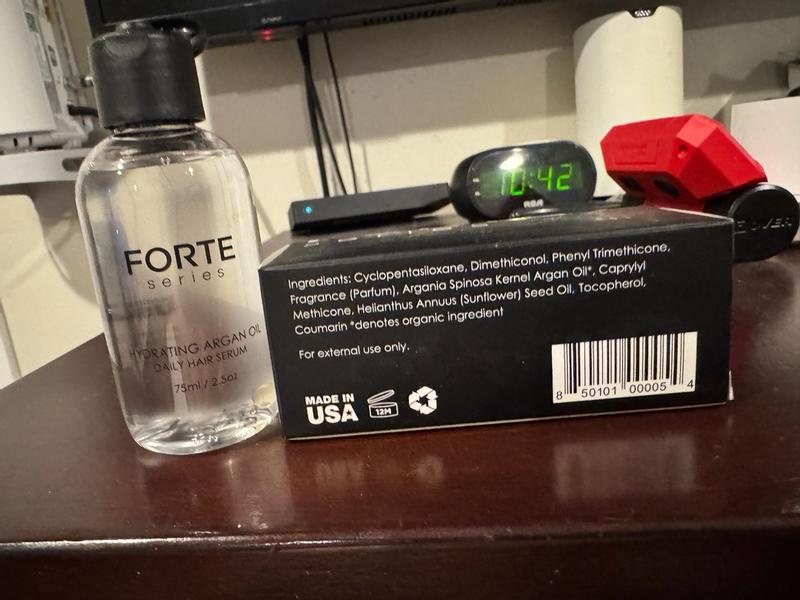 FORTE
series
HYDRATING ARGAN OIL
DAILY HAIR SERUM
75ml / 2.5oz
10:42
RCA
Ingredients: Cyclopentasiloxane, Dimethiconol, Phenyl Trimethicone,
Fragrance (Parfum), Argania Spinosa Kernel Argan Oil*, Caprylyl
Methicone, Helianthus Annuus (Sunflower) Seed Oil, Tocopherol,
Coumarin *denotes organic ingredient
For external use only.
MADE IN
USA
12M
8 50101 00005 4